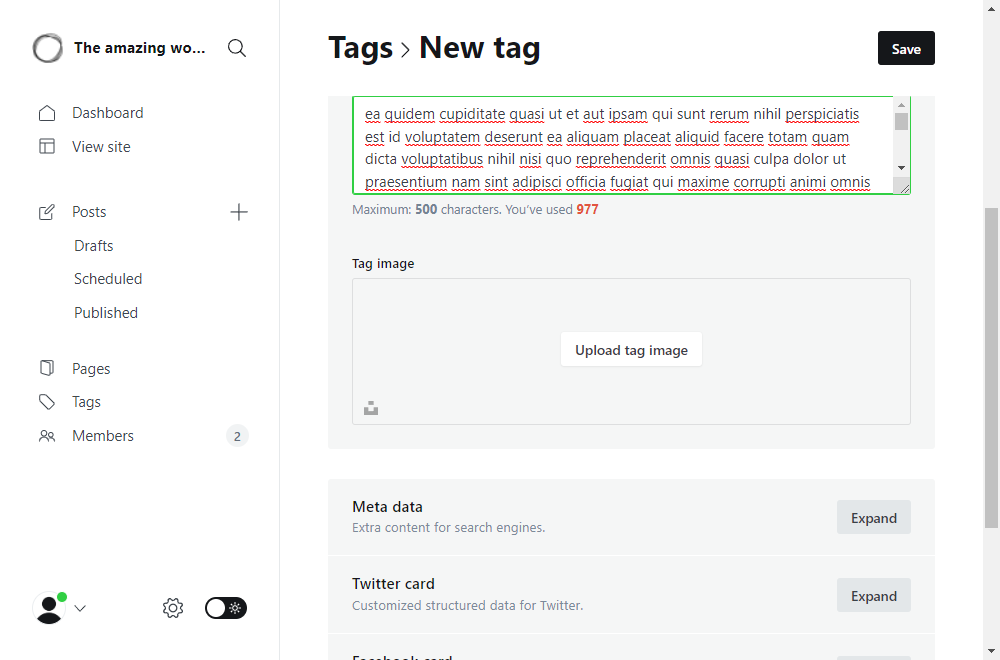 The amazing wo...
Dashboard
View site
Posts
Drafts
Scheduled
Published
Pages
Tags
Members
2
Tags > New tag
Save
ea quidem cupiditate quasi ut et aut ipsam qui sunt rerum nihil perspiciatis
est id voluptatem deserunt ea aliquam placeat aliquid facere totam quam
dicta voluptatibus nihil nisi quo reprehenderit omnis quasi culpa dolor ut
praesentium nam sint adipisci officia fugiat qui maxime corrupti animi omnis
Maximum: 500 characters. You’ve used 977
Tag image
Upload tag image
Meta data
Extra content for search engines.
Expand
Twitter card
Customized structured data for Twitter.
Expand
Facebook card